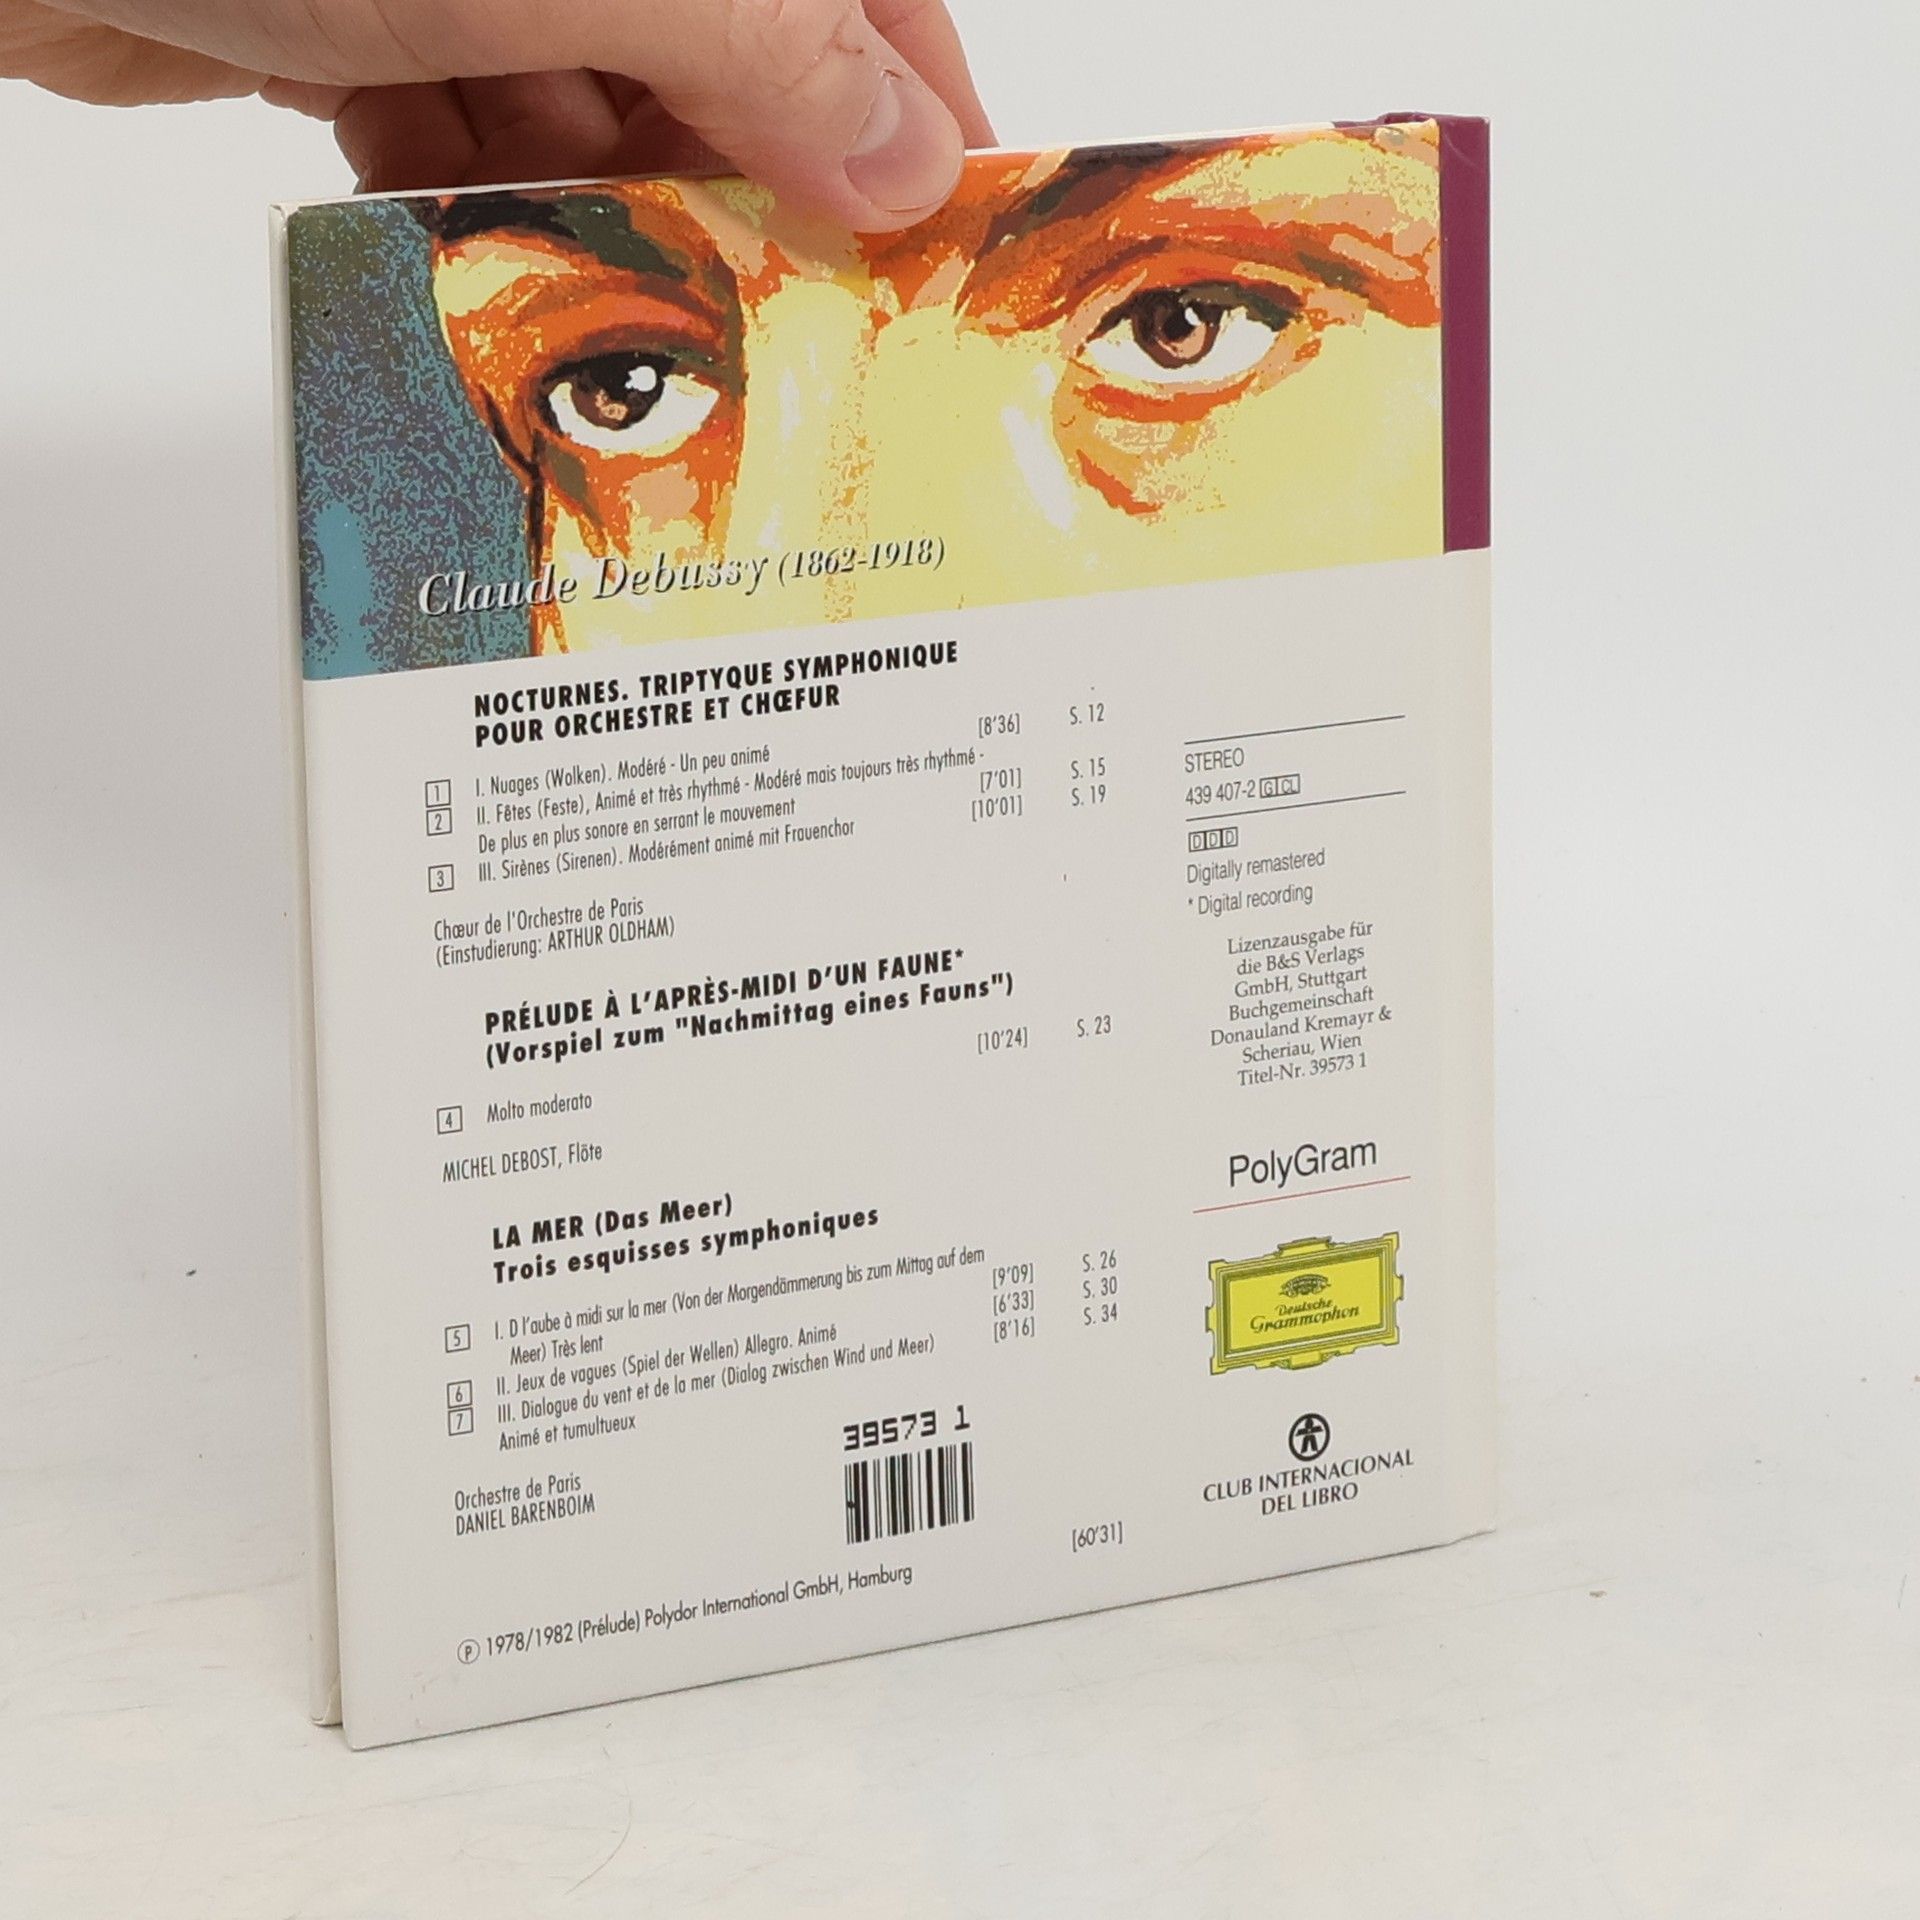 Claude Debussy (1862-1918)
NOCTURNES. TRIPTYQUE SYMPHONIQUE
POUR ORCHESTRE ET CHŒFUR
1 I. Nuages (Wolken). Modéré - Un peu animé [8'36] S. 12
2 II. Fêtes (Feste), Animé et très rhythmé - Modéré mais toujours très rhythmé -
De plus en plus sonore en serrant le mouvement [7'01] S. 15
3 III. Sirènes (Sirenen). Modérément animé mit Frauenchor [10'01] S. 19
Chœur de l'Orchestre de Paris
(Einstudierung: ARTHUR OLDHAM)
PRÉLUDE À L'APRÈS-MIDI D'UN FAUNE*
(Vorspiel zum "Nachmittag eines Fauns")
4 Molto moderato [10'24] S. 23
MICHEL DEBOST, Flöte
LA MER (Das Meer)
Trois esquisses symphoniques
5 I. D l'aube à midi sur la mer (Von der Morgendämmerung bis zum Mittag auf dem
Meer) Très lent [9'09] S. 26
6 II. Jeux de vagues (Spiel der Wellen) Allegro. Animé [6'33] S. 30
7 III. Dialogue du vent et de la mer (Dialog zwischen Wind und Meer) [8'16] S. 34
Animé et tumultueux
Orchestre de Paris
DANIEL BARENBOIM
39573 1
[60'31]
℗ 1978/1982 (Prélude) Polydor International GmbH, Hamburg
STEREO
439 407-2 G CL
DDD
Digitally remastered
* Digital recording
Lizenzausgabe für
die B&S Verlags
GmbH, Stuttgart
Buchgemeinschaft
Donauland Kremayr &
Scheriau, Wien
Titel-Nr. 39573 1
PolyGram
Deutsche
Grammophon
CLUB INTERNACIONAL
DEL LIBRO